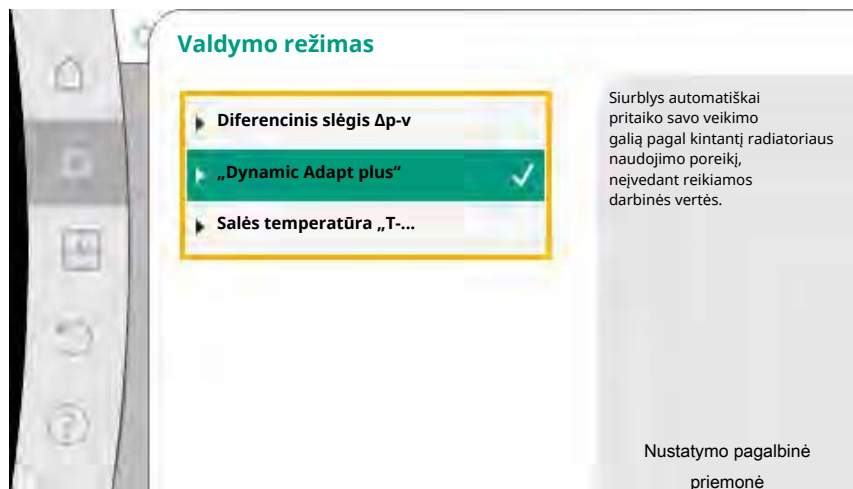 Valdymo režimas
Diferencinis slėgis Δp-v
„Dynamic Adapt plus“
Salės temperatūra „T-...
Siurblys automatiškai
pritaiko savo veikimo
galią pagal kintantį radiatoriaus
naudojimo poreikį,
neįvedant reikiamos
darbinės vertės.
Nustatymo pagalbinė
priemonė